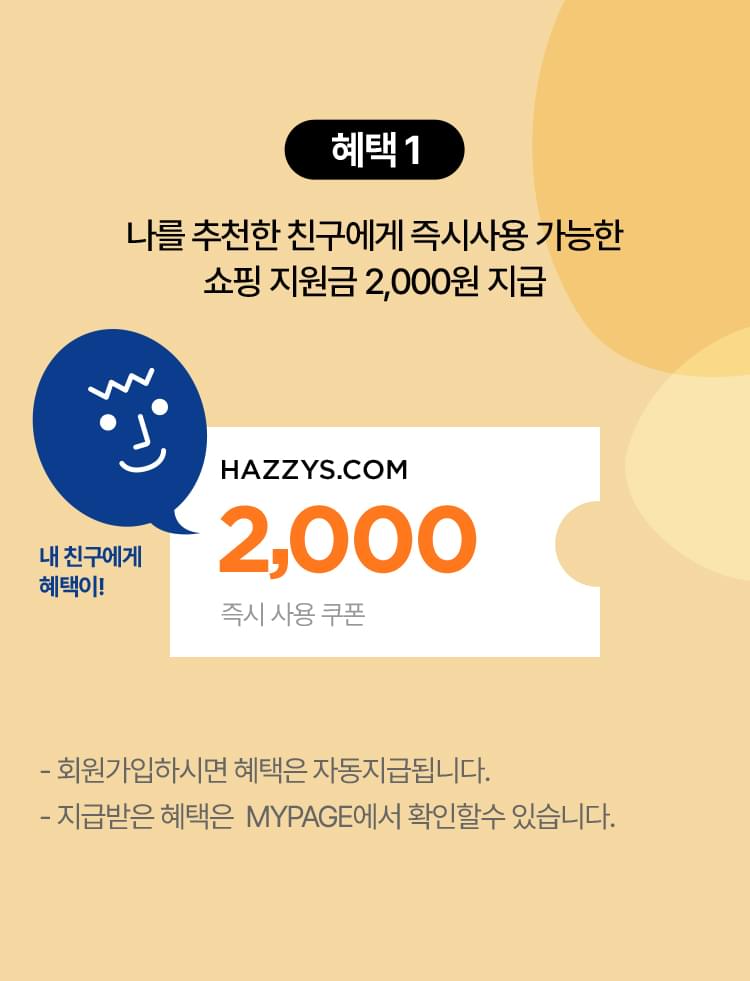 혜택 1
나를 추천한 친구에게 즉시사용 가능한
쇼핑 지원금 2,000원 지급
HAZZYS.COM
2,000
즉시 사용 쿠폰
내 친구에게
혜택이!
- 회원가입하시면 혜택은 자동지급됩니다.
- 지급받은 혜택은 MYPAGE에서 확인할수 있습니다.